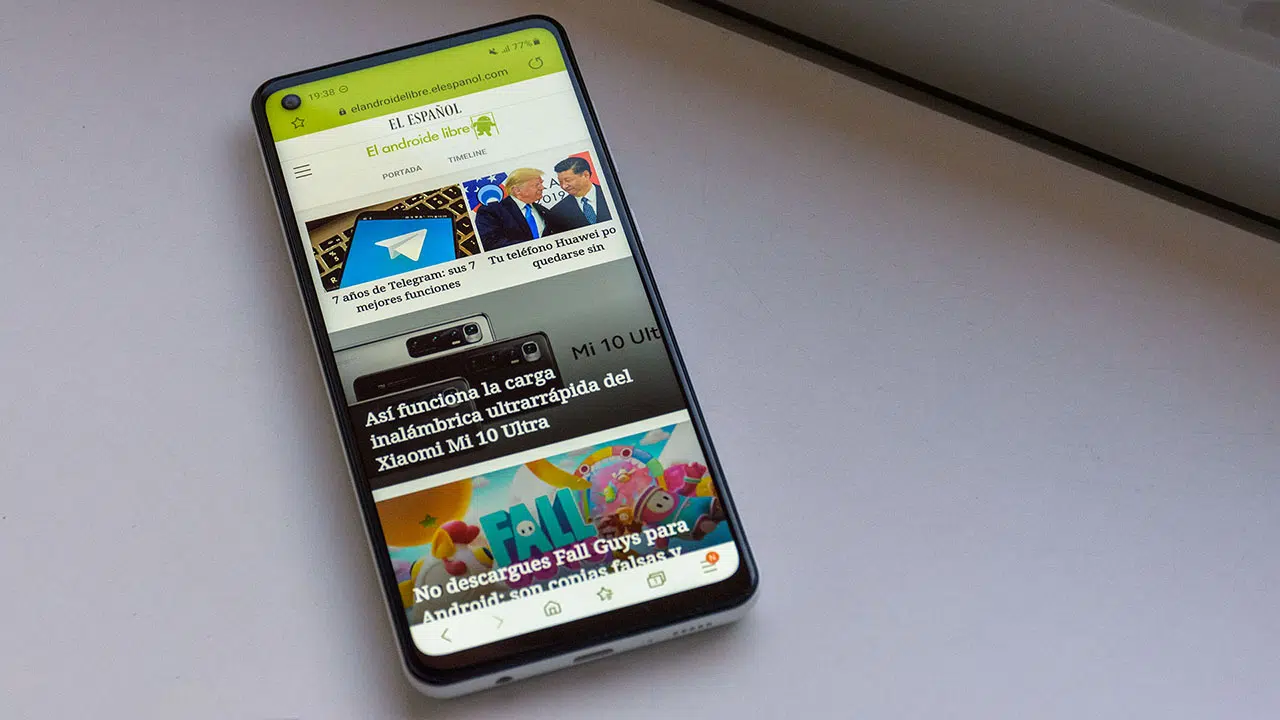 19:38
77%
elandroidelibre.elespanol.com
EL ESPAÑOL
El androide libre
PORTADA
TIMELINE
2019
7 años de Telegram: sus 7
mejores funciones
Tu teléfono Huawei po
quedarse sin
Mi 10 Ult
Así funciona la carga
inalámbrica ultrarrápida del
Xiaomi Mi 10 Ultra
FALL
No descargues Fall Guys para
Android: son copias falsas y
1
N